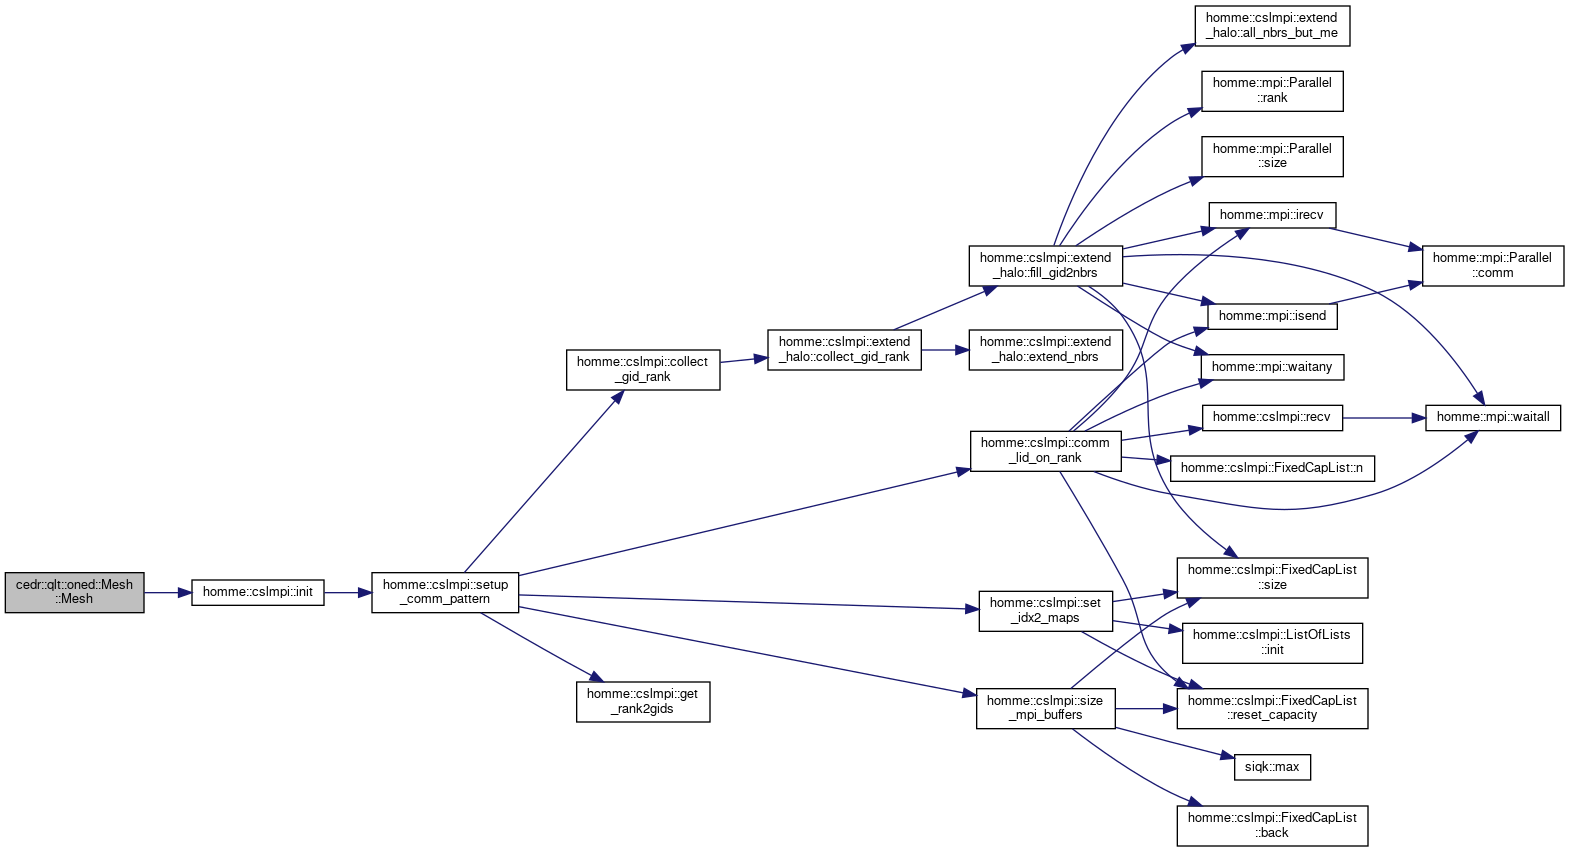 homme::cslmpi::extend
_halo::all_nbrs_but_me
homme::mpi::Parallel
::rank
homme::mpi::Parallel
::size
homme::mpi::irecv
homme::cslmpi::extend
_halo::fill_gid2nbrs
homme::mpi::Parallel
::comm
homme::mpi::isend
homme::cslmpi::extend
_halo::collect_gid_rank
homme::cslmpi::extend
_halo::extend_nbrs
homme::cslmpi::collect
_gid_rank
homme::mpi::waitany
homme::cslmpi::recv
homme::mpi::waitall
homme::cslmpi::comm
_lid_on_rank
homme::cslmpi::FixedCapList::n
cedr::qlt::oned::Mesh
::Mesh
homme::cslmpi::init
homme::cslmpi::setup
_comm_pattern
homme::cslmpi::FixedCapList
::size
homme::cslmpi::set
_idx2_maps
homme::cslmpi::ListOfLists
::init
homme::cslmpi::get
_rank2gids
homme::cslmpi::size
_mpi_buffers
homme::cslmpi::FixedCapList
::reset_capacity
siqk::max
homme::cslmpi::FixedCapList
::back